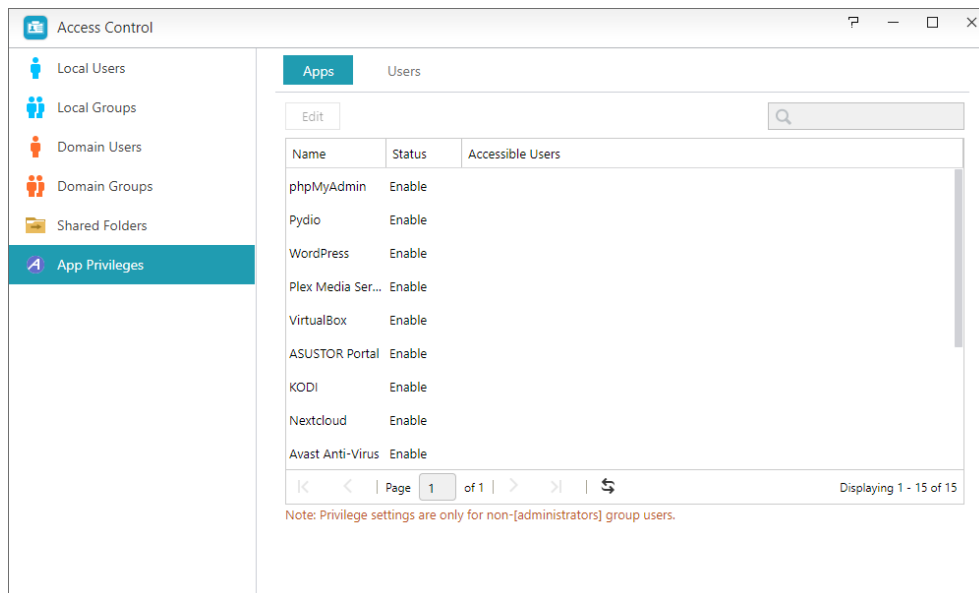 Access Control
Local Users
Local Groups
Domain Users
Domain Groups
Shared Folders
App Privileges
Apps Users
Edit
Name Status Accessible Users
phpMyAdmin Enable
Pydio Enable
WordPress Enable
Plex Media Ser... Enable
VirtualBox Enable
ASUSTOR Portal Enable
KODI Enable
Nextcloud Enable
Avast Anti-Virus Enable
Page 1 of 1 Displaying 1 - 15 of 15
Note: Privilege settings are only for non-[administrators] group users.